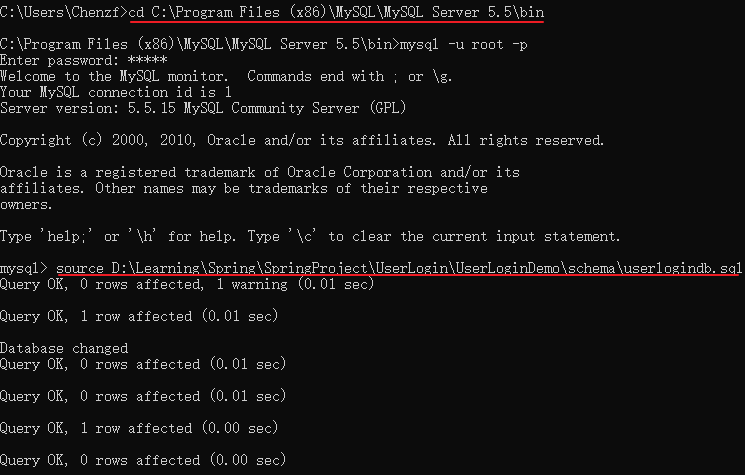 C:\Users\Chenzf>cd C:\Program Files (x86)\MySQL\MySQL Server 5.5\bin
C:\Program Files (x86)\MySQL\MySQL Server 5.5\bin>mysql -u root -p
Enter password: *****
Welcome to the MySQL monitor.  Commands end with ; or \g.
Your MySQL connection id is 1
Server version: 5.5.15 MySQL Community Server (GPL)
Copyright (c) 2000, 2010, Oracle and/or its affiliates. All rights reserved.
Oracle is a registered trademark of Oracle Corporation and/or its
affiliates. Other names may be trademarks of their respective
owners.
Type 'help;' or '\h' for help. Type '\c' to clear the current input statement.
mysql> source D:\Learning\Spring\SpringProject\UserLogin\UserLoginDemo\schema\userlogindb.sql
Query OK, 0 rows affected, 1 warning (0.01 sec)
Query OK, 1 row affected (0.01 sec)
Database changed
Query OK, 0 rows affected (0.01 sec)
Query OK, 0 rows affected (0.01 sec)
Query OK, 1 row affected (0.00 sec)
Query OK, 0 rows affected (0.00 sec)